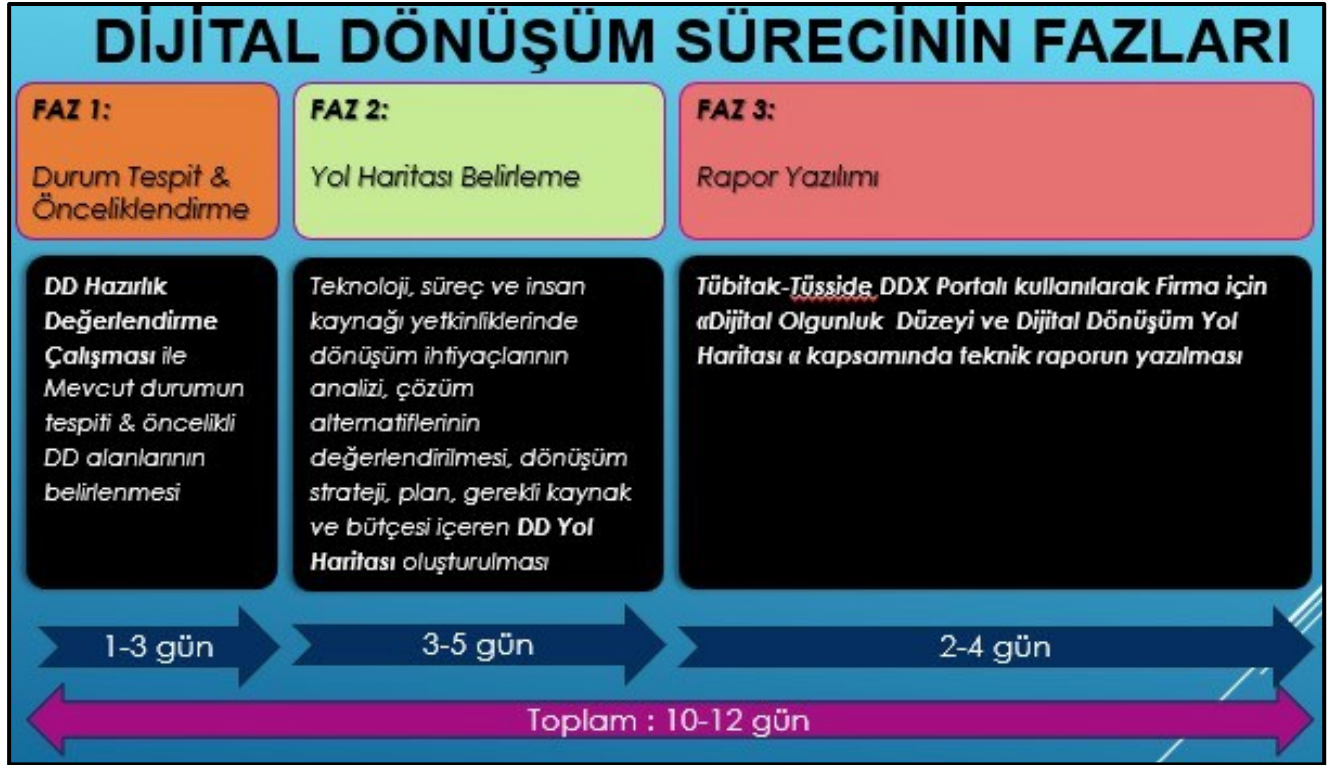 DİJİTAL DÖNÜŞÜM SÜRECİNİN FAZLARI
FAZ 1:
Durum Tespit &
Önceliklendirme
FAZ 2:
Yol Haritası Belirleme
FAZ 3:
Rapor Yazılımı
DD Hazırlık
Değerlendirme
Çalışması ile
Mevcut durumun
tespiti & öncelikli
DD alanlarının
belirlenmesi
Teknoloji, süreç ve insan
kaynağı yetkinliklerinde
dönüşüm ihtiyaçlarının
analizi, çözüm
alternatiflerinin
değerlendirilmesi, dönüşüm
strateji, plan, gerekli kaynak
ve bütçesi içeren DD Yol
Haritası oluşturulması
Tübitak-Tüsside DDX Portalı kullanılarak Firma için
«Dijital Olgunluk Düzeyi ve Dijital Dönüşüm Yol
Haritası « kapsamında teknik raporun yazılması
1-3 gün
3-5 gün
2-4 gün
Toplam : 10-12 gün